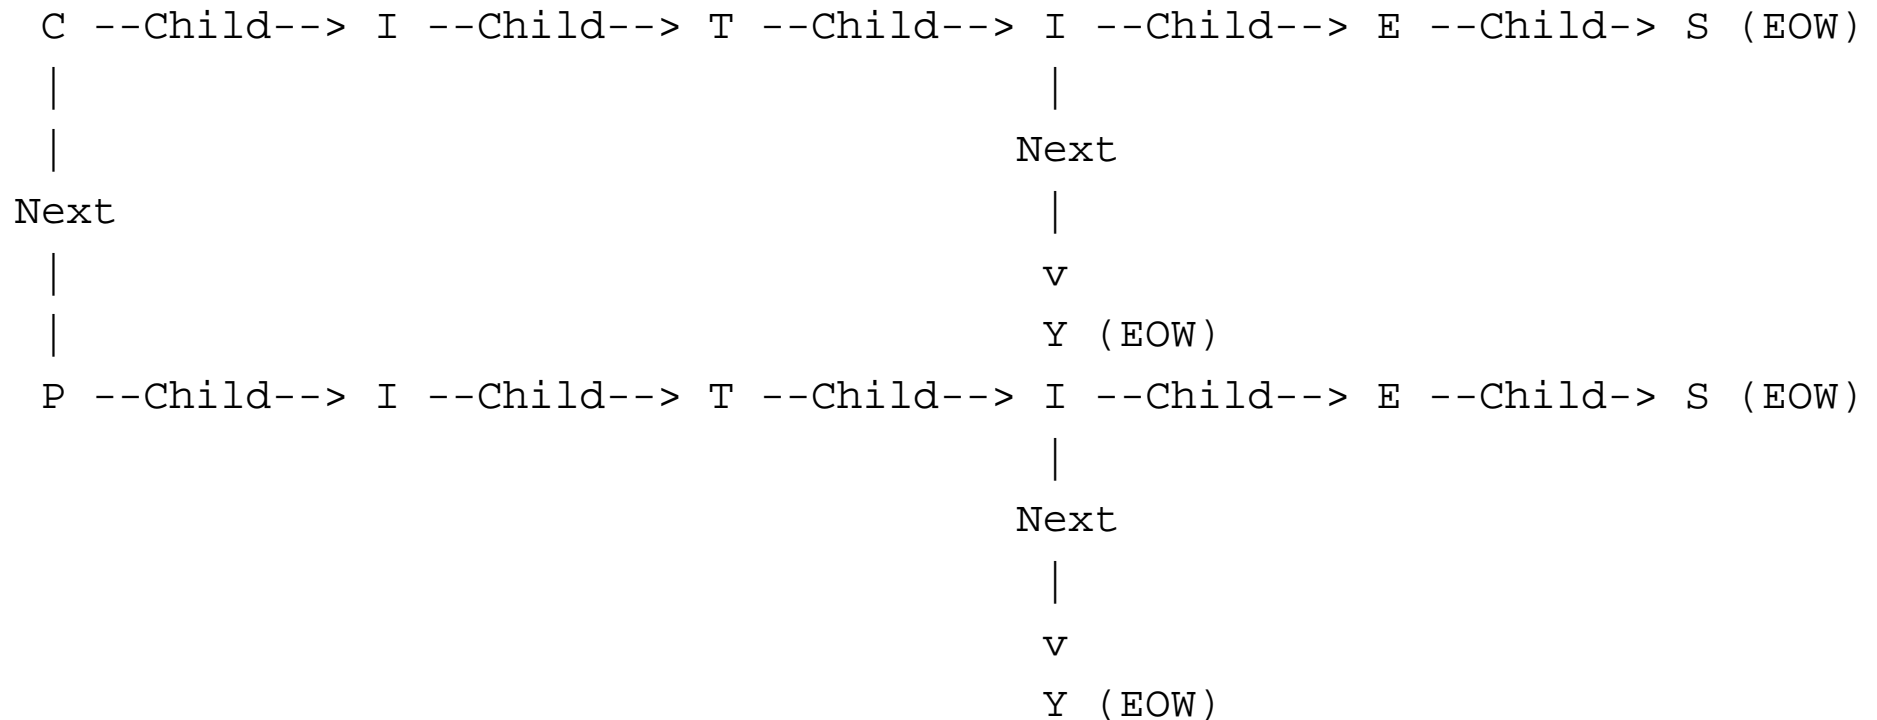 C --Child--> I --Child--> T --Child--> I --Child--> E --Child-> S (EOW)
|                                      |
|                                     Next
Next                                   |
|                                      v
|                                      Y (EOW)
P --Child--> I --Child--> T --Child--> I --Child--> E --Child-> S (EOW)
                                       |
                                      Next
                                       |
                                       v
                                       Y (EOW)